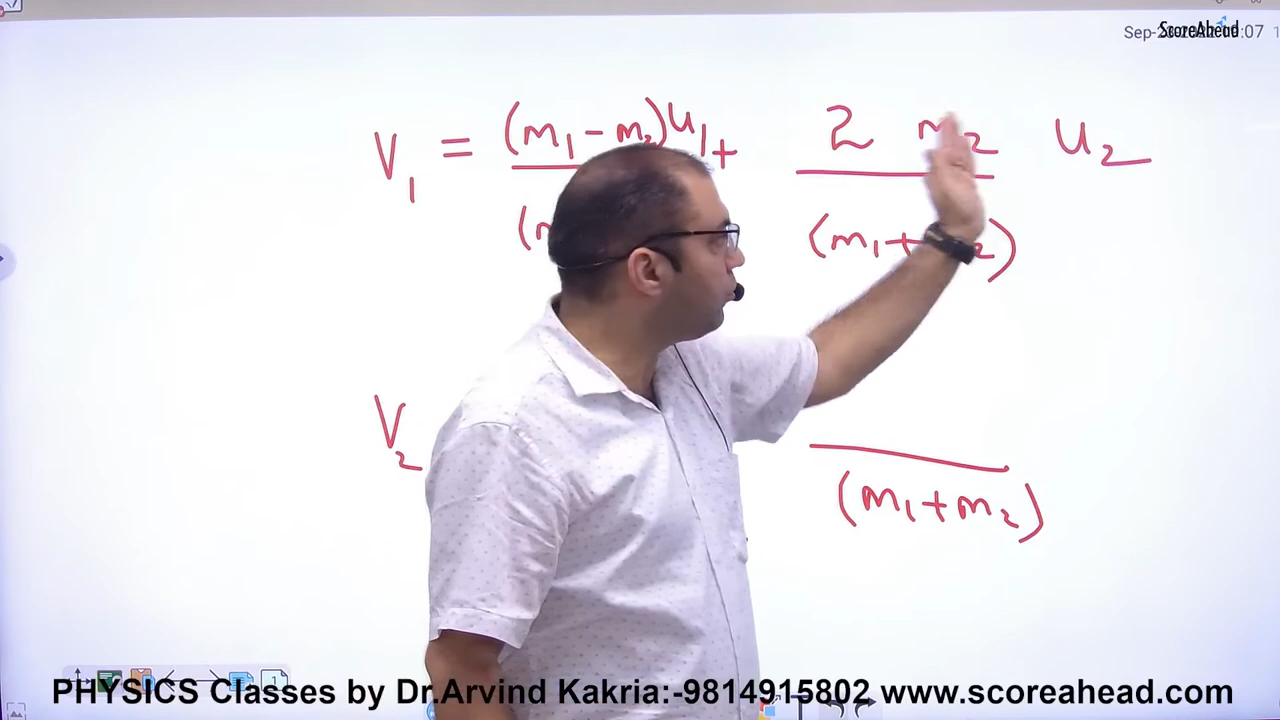 ScoreAhead
V₁ = (m₁ - m₂)u₁ + 2 m₂ u₂
(m₁ + 2)
V₂
(m₁ + m₂)
PHYSICS Classes by Dr.Arvind Kakria:-9814915802 www.scoreahead.com